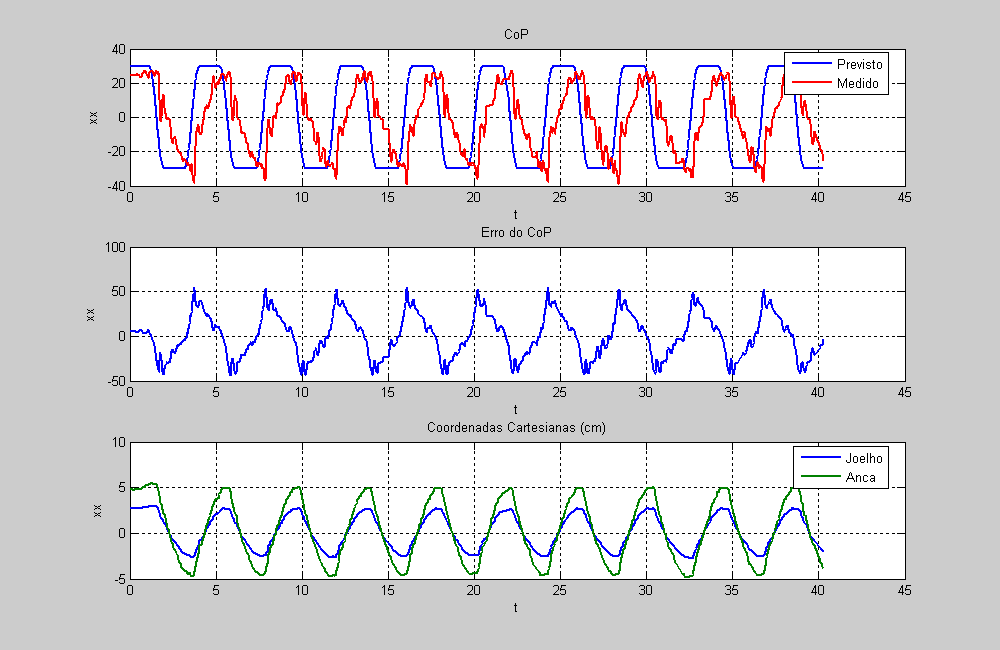 CoP
40
20
0
-20
-40
xx
Previsto
Medido
0 5 10 15 20 25 30 35 40 45
t
Erro do CoP
100
50
0
-50
xx
0 5 10 15 20 25 30 35 40 45
t
Coordenadas Cartesianas (cm)
10
5
0
-5
xx
Joelho
Anca
0 5 10 15 20 25 30 35 40 45
t